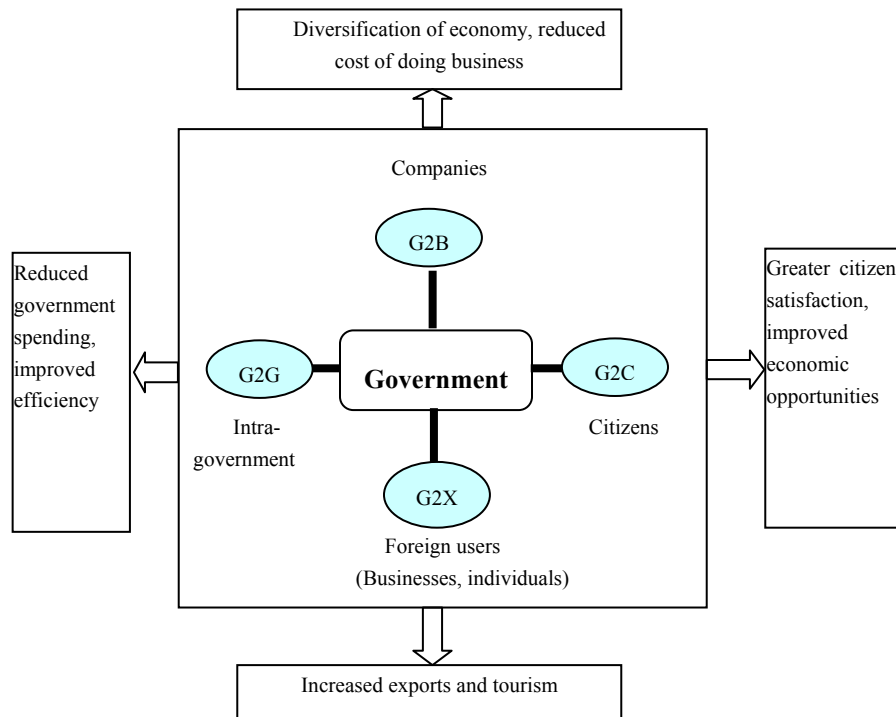 Diversification of economy, reduced
cost of doing business
Companies
G2B
Reduced
government
spending,
improved
efficiency
Greater citizen
satisfaction,
improved
economic
opportunities
G2G
Government
G2C
Intra-
government
Citizens
G2X
Foreign users
(Businesses, individuals)
Increased exports and tourism